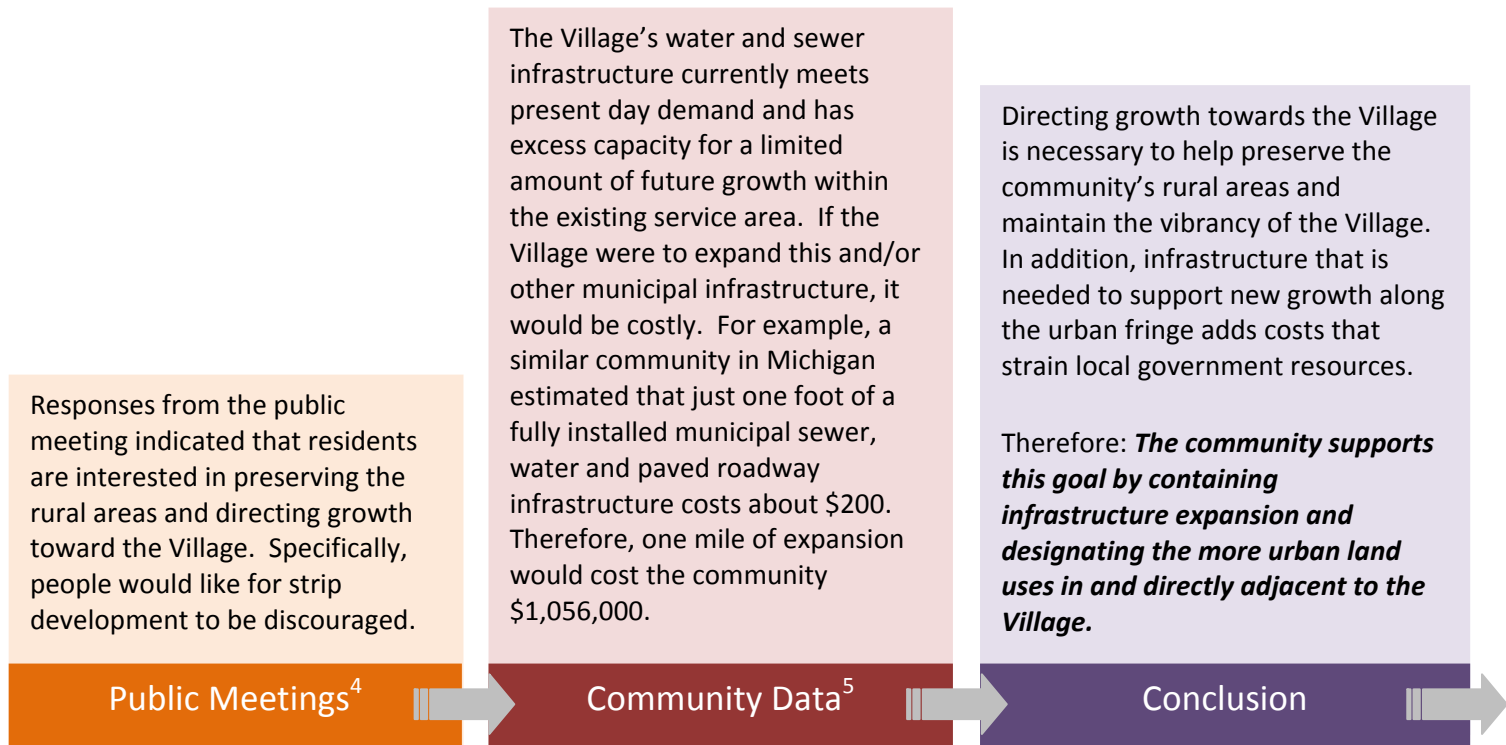 Responses from the public
meeting indicated that residents
are interested in preserving the
rural areas and directing growth
toward the Village.  Specifically,
people would like for strip
development to be discouraged.
Public Meetings4
The Village’s water and sewer
infrastructure currently meets
present day demand and has
excess capacity for a limited
amount of future growth within
the existing service area.  If the
Village were to expand this and/or
other municipal infrastructure, it
would be costly.  For example, a
similar community in Michigan
estimated that just one foot of a
fully installed municipal sewer,
water and paved roadway
infrastructure costs about $200.
Therefore, one mile of expansion
would cost the community
$1,056,000.
Community Data5
Directing growth towards the Village
is necessary to help preserve the
community’s rural areas and
maintain the vibrancy of the Village.
In addition, infrastructure that is
needed to support new growth along
the urban fringe adds costs that
strain local government resources.
Therefore: The community supports
this goal by containing
infrastructure expansion and
designating the more urban land
uses in and directly adjacent to the
Village.
Conclusion